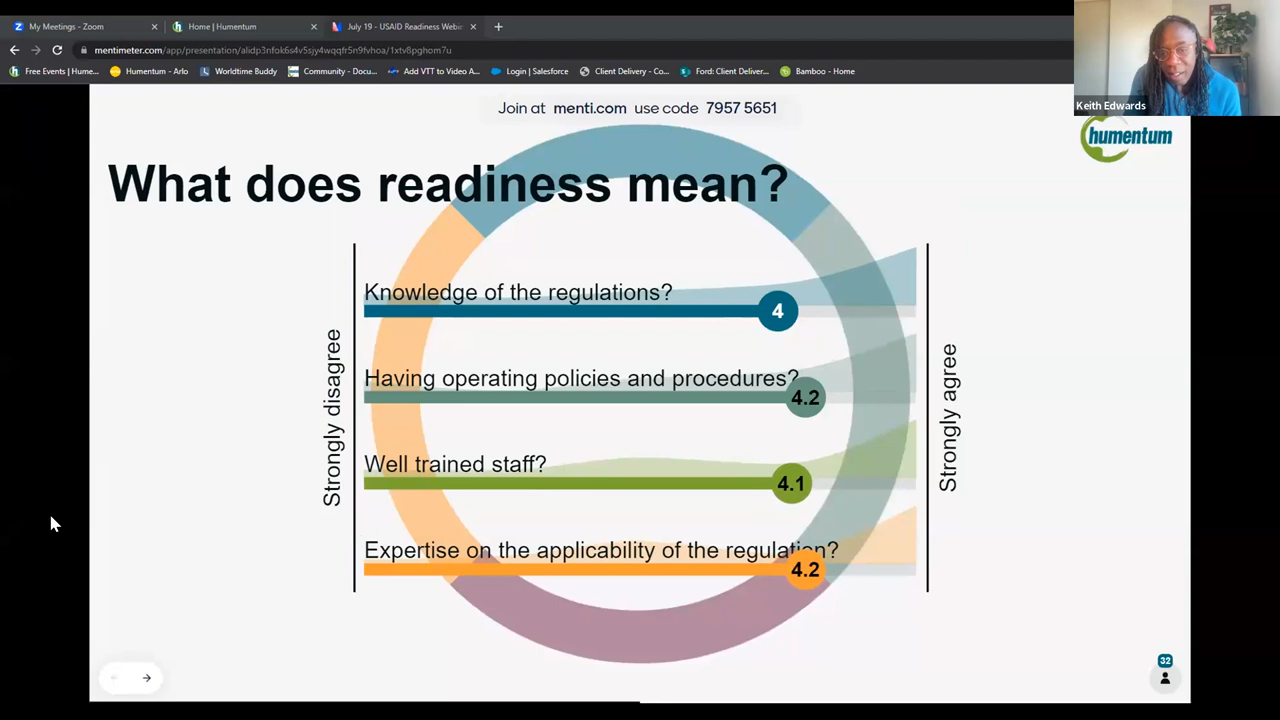 My Meetings - Zoom
Home | Humentum
July 19 - USAID Readiness Webin
mentimeter.com/app/presentation/alidp3nfok6s4v5sjy4wqqfr5n9fvhoa/1xtv8pghom7u
Free Events | Hume...
Humentum - Arlo
Worldtime Buddy
Community - Docu...
Add VTT to Video A...
Login | Salesforce
Client Delivery - Co...
Ford: Client Deliver...
Bamboo - Home
Keith Edwards
Join at menti.com use code 7957 5651
humentum
What does readiness mean?
Strongly disagree
Knowledge of the regulations?
4
Having operating policies and procedures?
4.2
Well trained staff?
4.1
Expertise on the applicability of the regulation?
4.2
Strongly agree
32